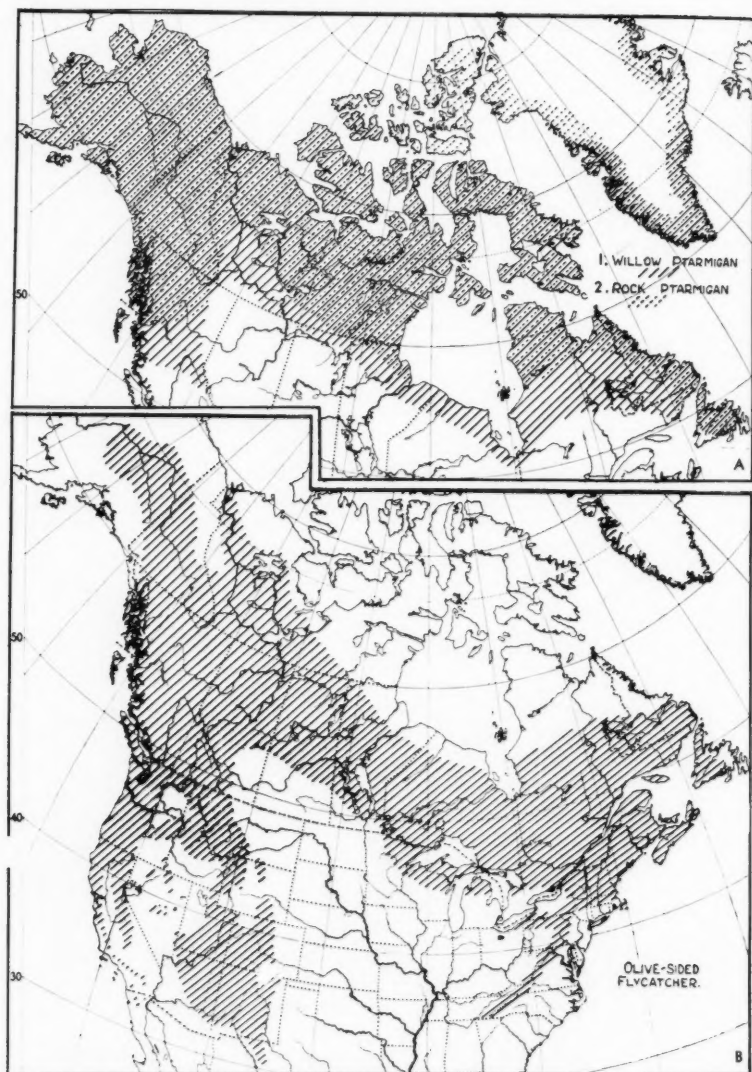 50
1. WILLOW PTARMIGAN
2. ROCK PTARMIGAN
A
50
40
30
OLIVE-SIDED
FLYCATCHER.
B